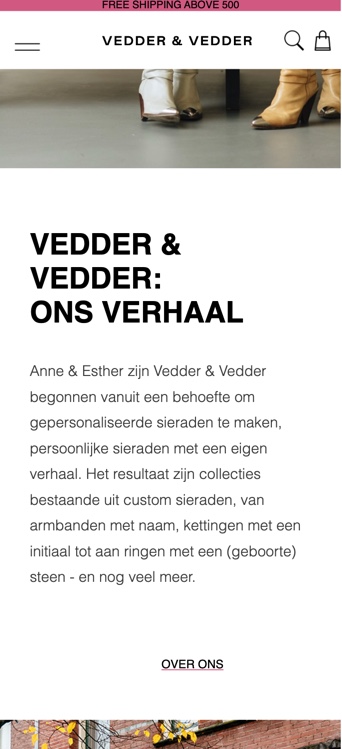 FREE SHIPPING ABOVE 500
VEDDER & VEDDER
VEDDER &
VEDDER:
ONS VERHAAL
Anne & Esther zijn Vedder & Vedder
begonnen vanuit een behoefte om
gepersonaliseerde sieraden te maken,
persoonlijke sieraden met een eigen
verhaal. Het resultaat zijn collecties
bestaande uit custom sieraden, van
armbanden met naam, kettingen met een
initiaal tot aan ringen met een (geboorte)
steen - en nog veel meer.
OVER ONS